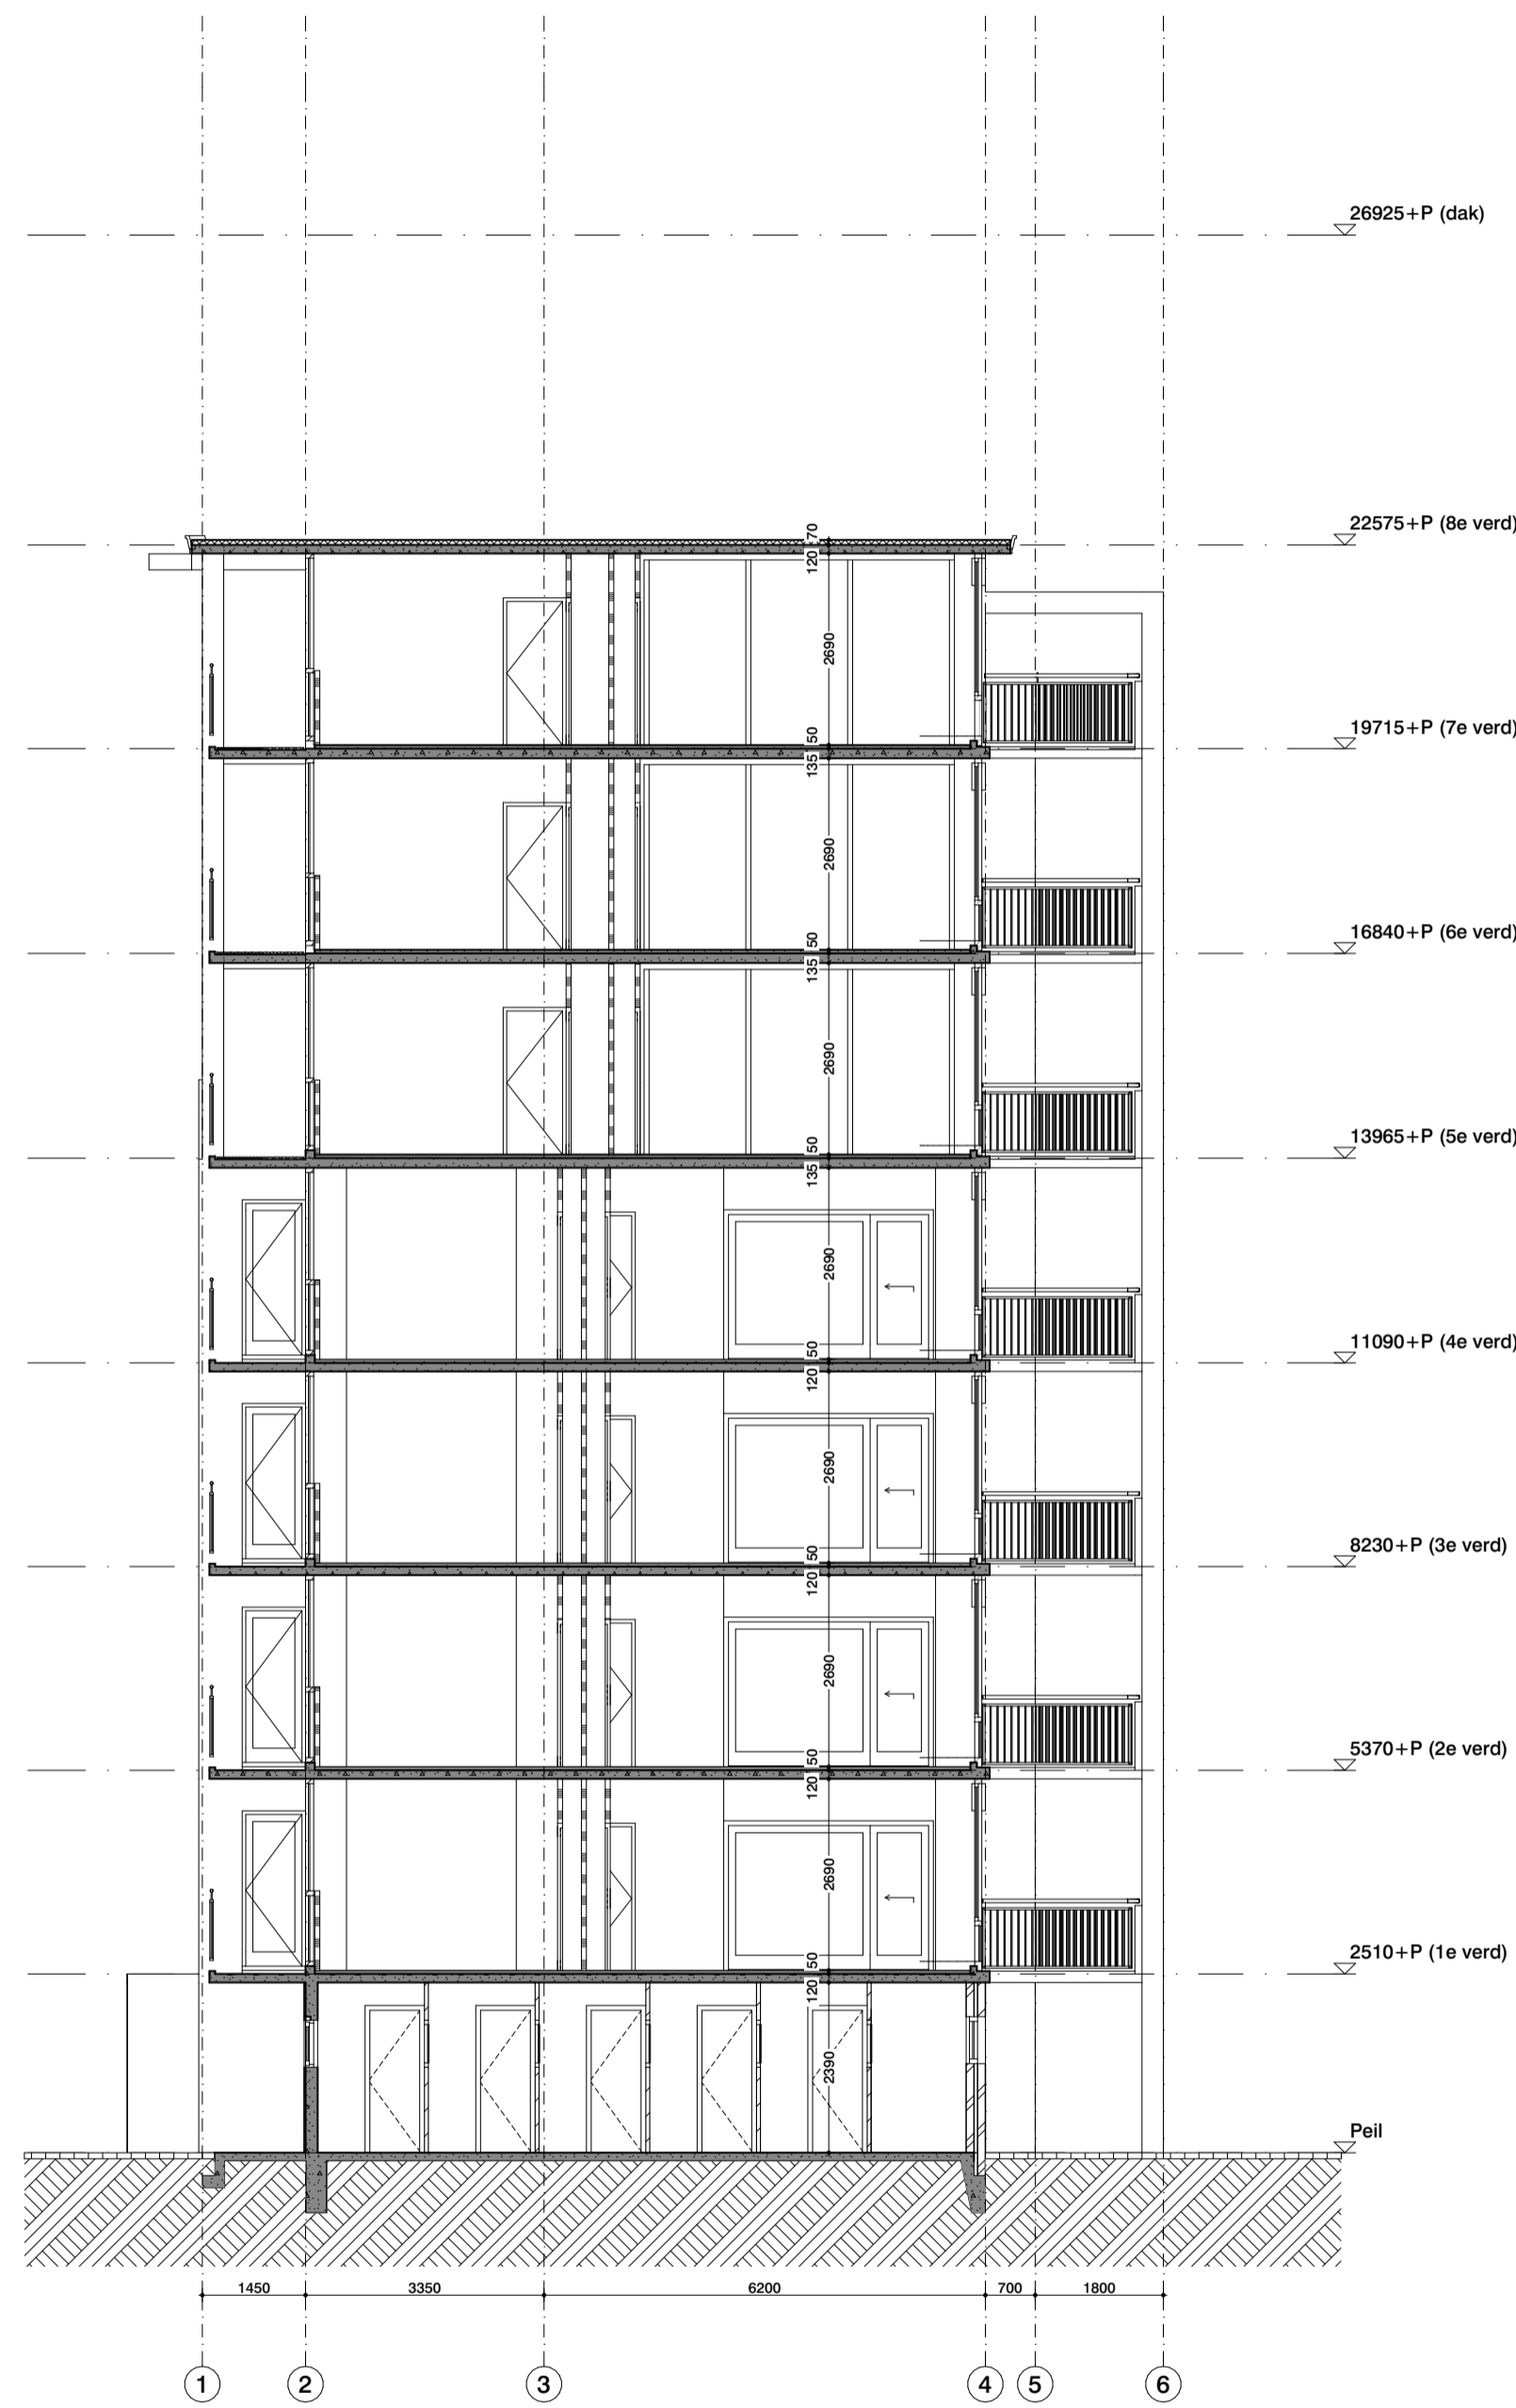 26925+P (dak)
22575+P (8e verd)
70
120
2690
19715+P (7e verd)
50
135
2690
16840+P (6e verd)
50
135
2690
13965+P (5e verd)
50
135
2690
11090+P (4e verd)
50
120
2690
8230+P (3e verd)
50
120
2690
5370+P (2e verd)
50
120
2690
2510+P (1e verd)
50
120
2390
Peil
1450 3350 6200 700 1800
1 2 3 4 5 6